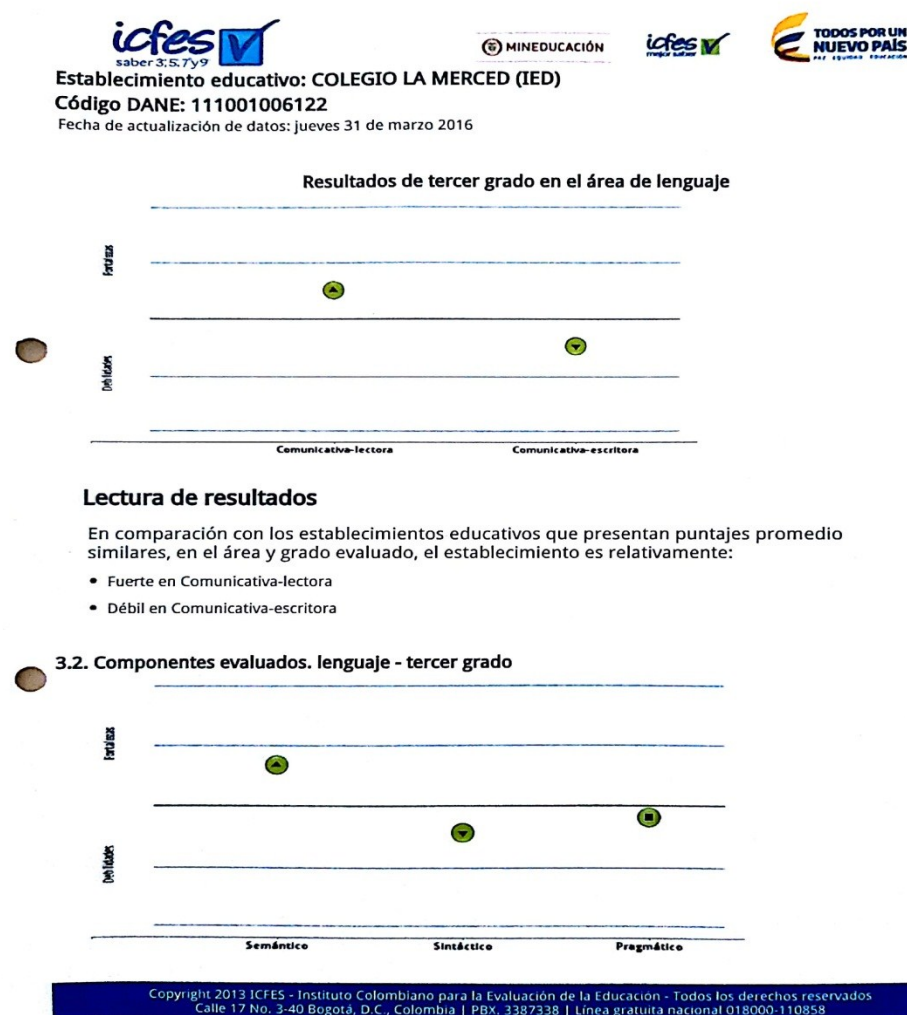 icfes
saber 3°, 5°, 7° y 9°
MINEDUCACIÓN
icfes
mejor saber
TODOS POR UN
NUEVO PAÍS
PAZ EQUIDAD EDUCACIÓN
Establecimiento educativo: COLEGIO LA MERCED (IED)
Código DANE: 111001006122
Fecha de actualización de datos: jueves 31 de marzo 2016
Resultados de tercer grado en el área de lenguaje
Fortalezas
Debilidades
Comunicativa-lectora
Comunicativa-escritora
Lectura de resultados
En comparación con los establecimientos educativos que presentan puntajes promedio
similares, en el área y grado evaluado, el establecimiento es relativamente:
• Fuerte en Comunicativa-lectora
• Débil en Comunicativa-escritora
3.2. Componentes evaluados. lenguaje - tercer grado
Fortalezas
Debilidades
Semántico
Sintáctico
Pragmático
Copyright 2013 ICFES - Instituto Colombiano para la Evaluación de la Educación - Todos los derechos reservados
Calle 17 No. 3-40 Bogotá, D.C., Colombia | PBX. 3387338 | Línea gratuita nacional 018000-110858